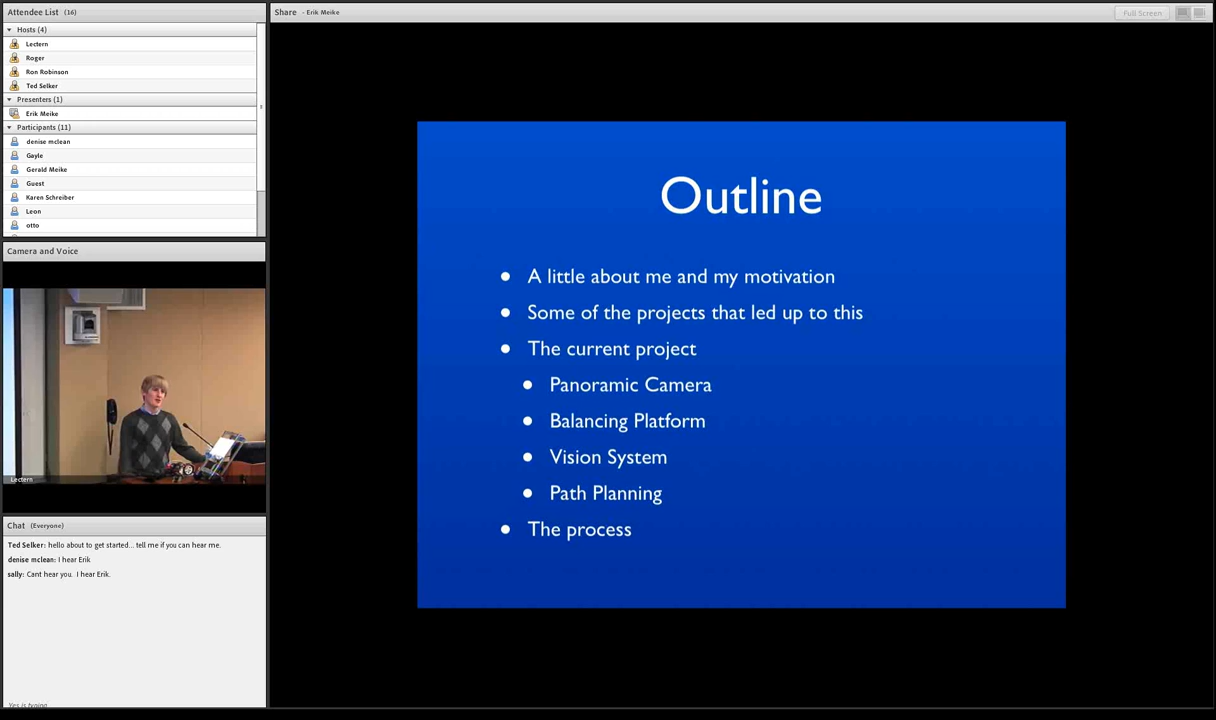 Attendee List (16)
Hosts (4)
Lectern
Roger
Ron Robinson
Ted Selker
Presenters (1)
Erik Meike
Participants (11)
denise mclean
Gayle
Gerald Meike
Guest
Karen Schreiber
Leon
otto
Camera and Voice
Lectern
Chat (Everyone)
Ted Selker: hello about to get started... tell me if you can hear me.
denise mclean: I hear Erik
sally: Cant hear you. I hear Erik.
Yes is typing
Share - Erik Meike
Full Screen
Outline
• A little about me and my motivation
• Some of the projects that led up to this
• The current project
• Panoramic Camera
• Balancing Platform
• Vision System
• Path Planning
• The process